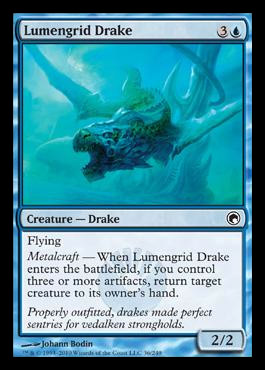 Lumengrid Drake 3
Creature — Drake
Flying
Metalcraft — When Lumengrid Drake
enters the battlefield, if you control
three or more artifacts, return target
creature to its owner's hand.
Properly outfitted, drakes made perfect
sentries for vedalken strongholds.
2/2
Johann Bodin
™ & © 1993–2010 Wizards of the Coast LLC 36/249